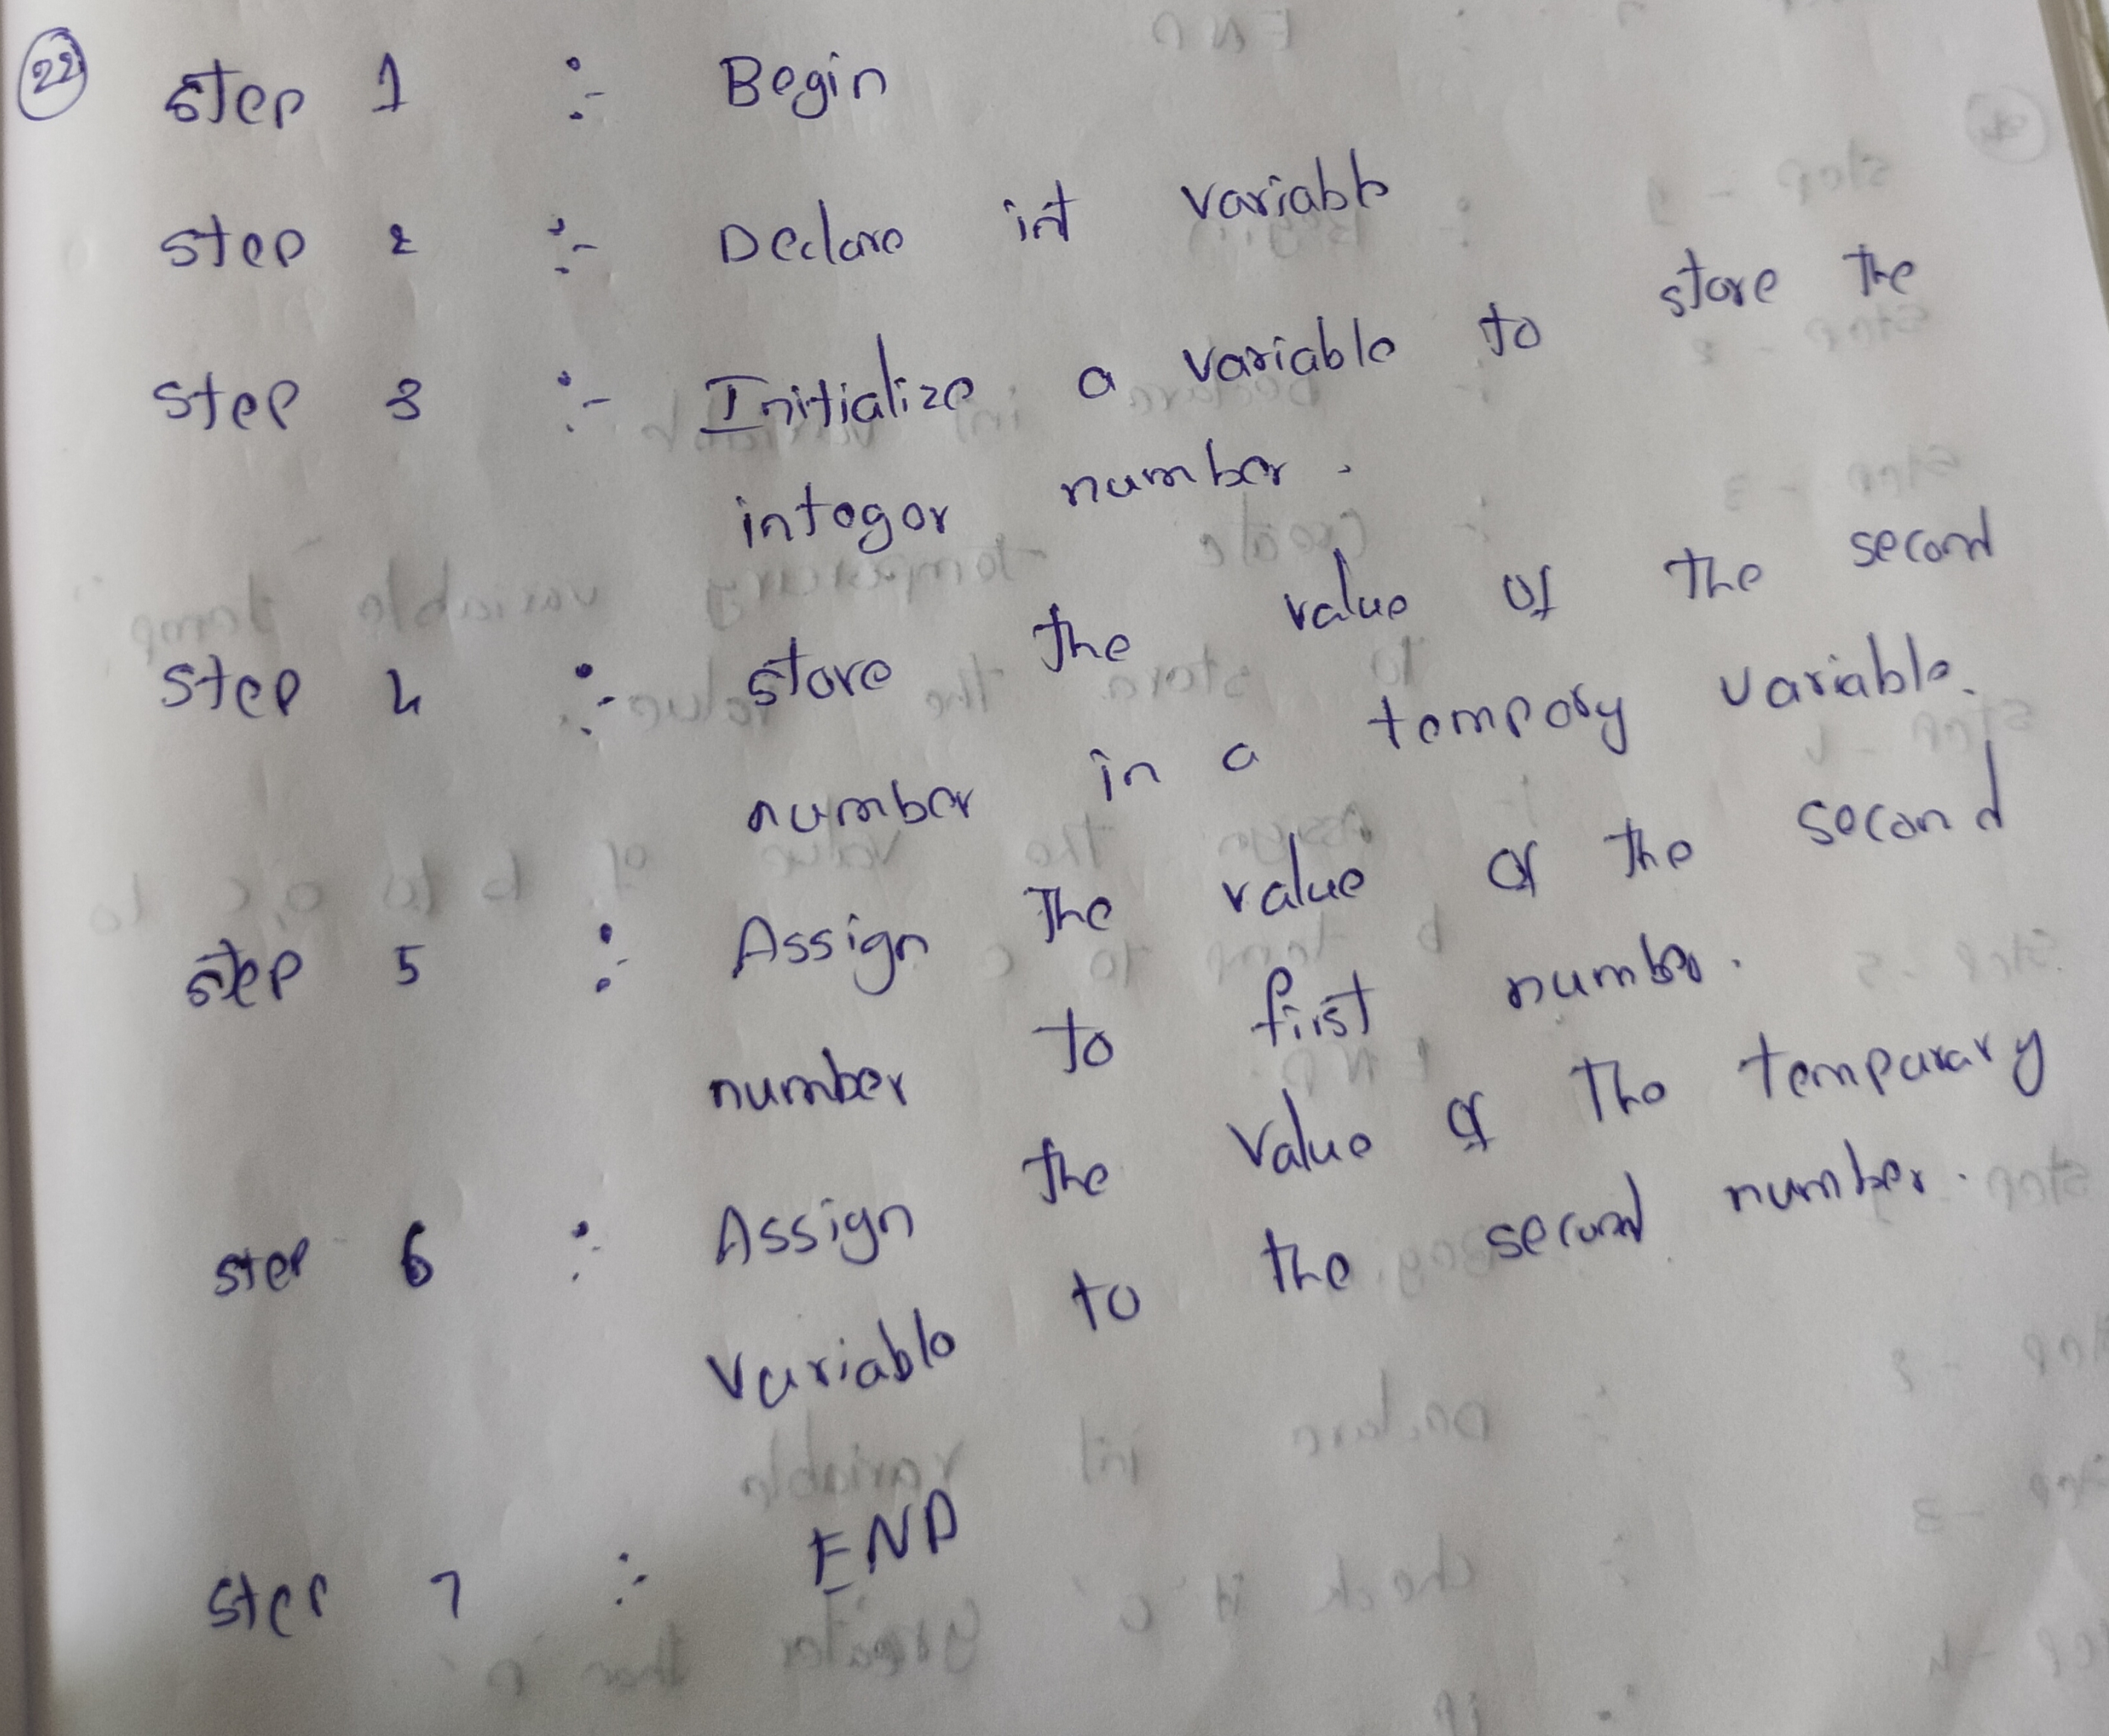 22 Step 1 :- Begin
Step 2 :- Declare int variable
Step 3 :- Initialize a variable to store the
integer number.
Step 4 :- store the value of the second
number in a tempory variable.
Step 5 :- Assign the value of the second
number to first number.
Step 6 :- Assign the value of the temparary
variable to the second number.
Step 7 :- END